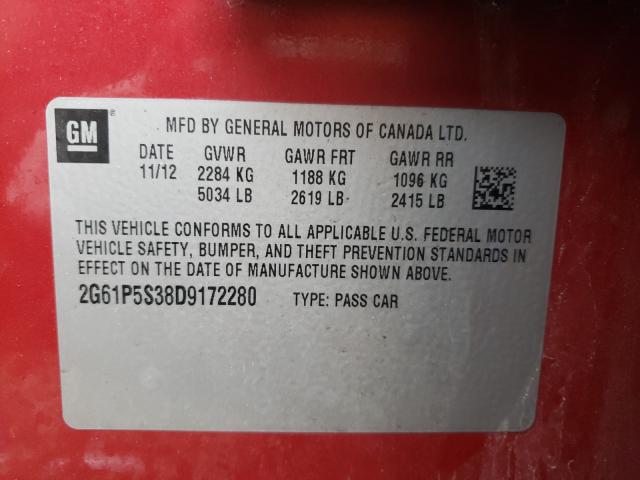 GM
®
MFD BY GENERAL MOTORS OF CANADA LTD.
DATE GVWR GAWR FRT GAWR RR
11/12 2284 KG 1188 KG 1096 KG
5034 LB 2619 LB 2415 LB
THIS VEHICLE CONFORMS TO ALL APPLICABLE U.S. FEDERAL MOTOR
VEHICLE SAFETY, BUMPER, AND THEFT PREVENTION STANDARDS IN
EFFECT ON THE DATE OF MANUFACTURE SHOWN ABOVE.
2G61P5S38D9172280 TYPE: PASS CAR